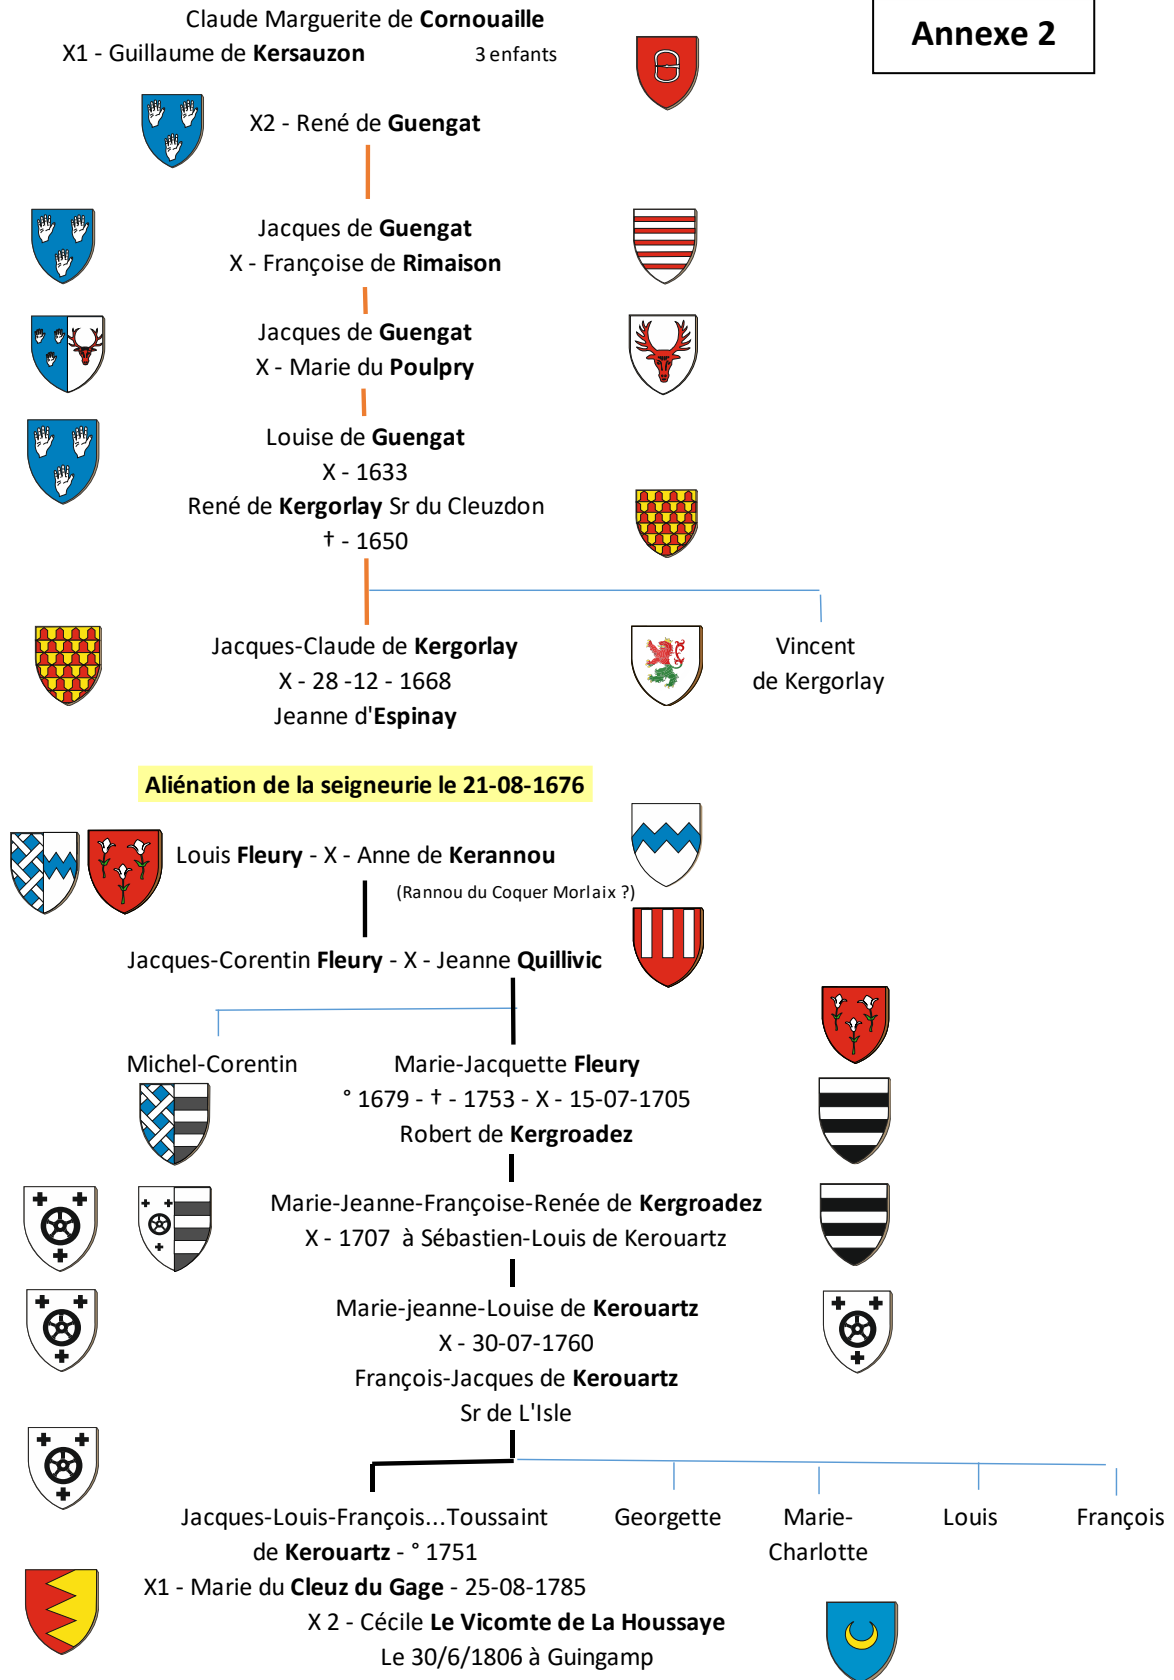 Annexe 2
Claude Marguerite de Cornouaille
X1 - Guillaume de Kersauzon 3 enfants
X2 - René de Guengat
Jacques de Guengat
X - Françoise de Rimaison
Jacques de Guengat
X - Marie du Poulpry
Louise de Guengat
X - 1633
René de Kergorlay Sr du Cleuzdon
† - 1650
Jacques-Claude de Kergorlay
X - 28 -12 - 1668
Jeanne d'Espinay
Vincent
de Kergorlay
Aliénation de la seigneurie le 21-08-1676
Louis Fleury - X - Anne de Kerannou
(Rannou du Coquer Morlaix ?)
Jacques-Corentin Fleury - X - Jeanne Quillivic
Michel-Corentin
Marie-Jacquette Fleury
° 1679 - † - 1753 - X - 15-07-1705
Robert de Kergroadez
Marie-Jeanne-Françoise-Renée de Kergroadez
X - 1707 à Sébastien-Louis de Kerouartz
Marie-jeanne-Louise de Kerouartz
X - 30-07-1760
François-Jacques de Kerouartz
Sr de L'Isle
Jacques-Louis-François...Toussaint
de Kerouartz - ° 1751
X1 - Marie du Cleuz du Gage - 25-08-1785
X 2 - Cécile Le Vicomte de La Houssaye
Le 30/6/1806 à Guingamp
Georgette
Marie-
Charlotte
Louis
François